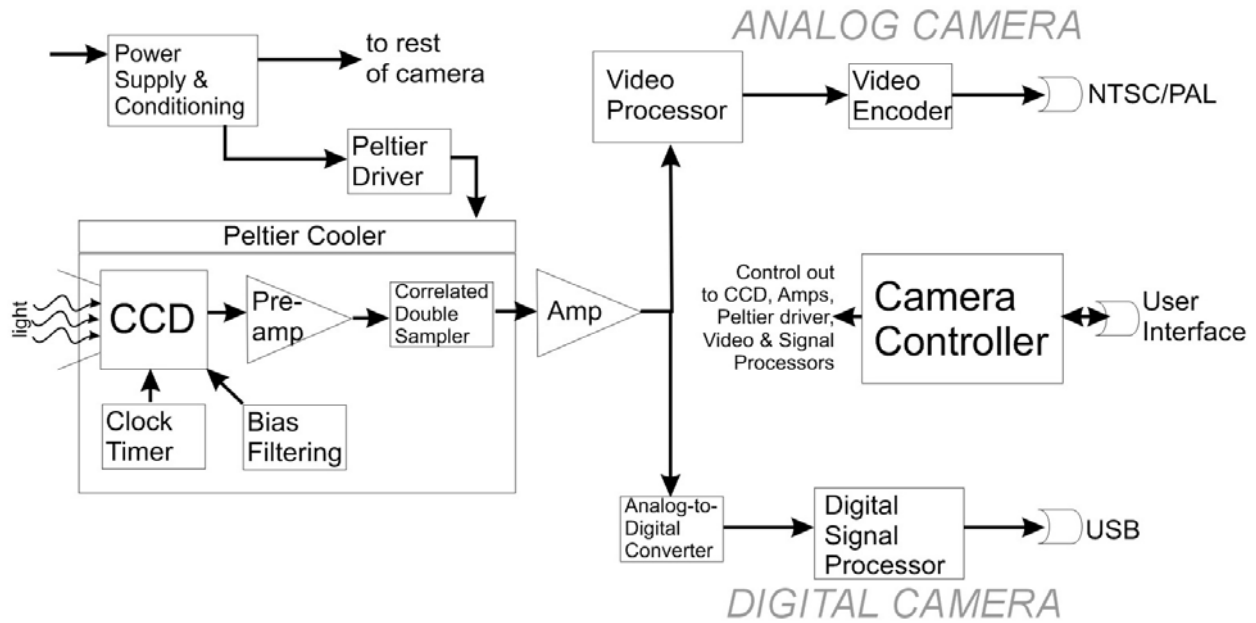 ANALOG CAMERA
Power
Supply &
Conditioning
to rest
of camera
Video
Processor
Video
Encoder
NTSC/PAL
Peltier
Driver
Peltier Cooler
light
CCD
Pre-
amp
Correlated
Double
Sampler
Amp
Clock
Timer
Bias
Filtering
Control out
to CCD, Amps,
Peltier driver,
Video & Signal
Processors
Camera
Controller
User
Interface
Analog-to-
Digital
Converter
Digital
Signal
Processor
USB
DIGITAL CAMERA